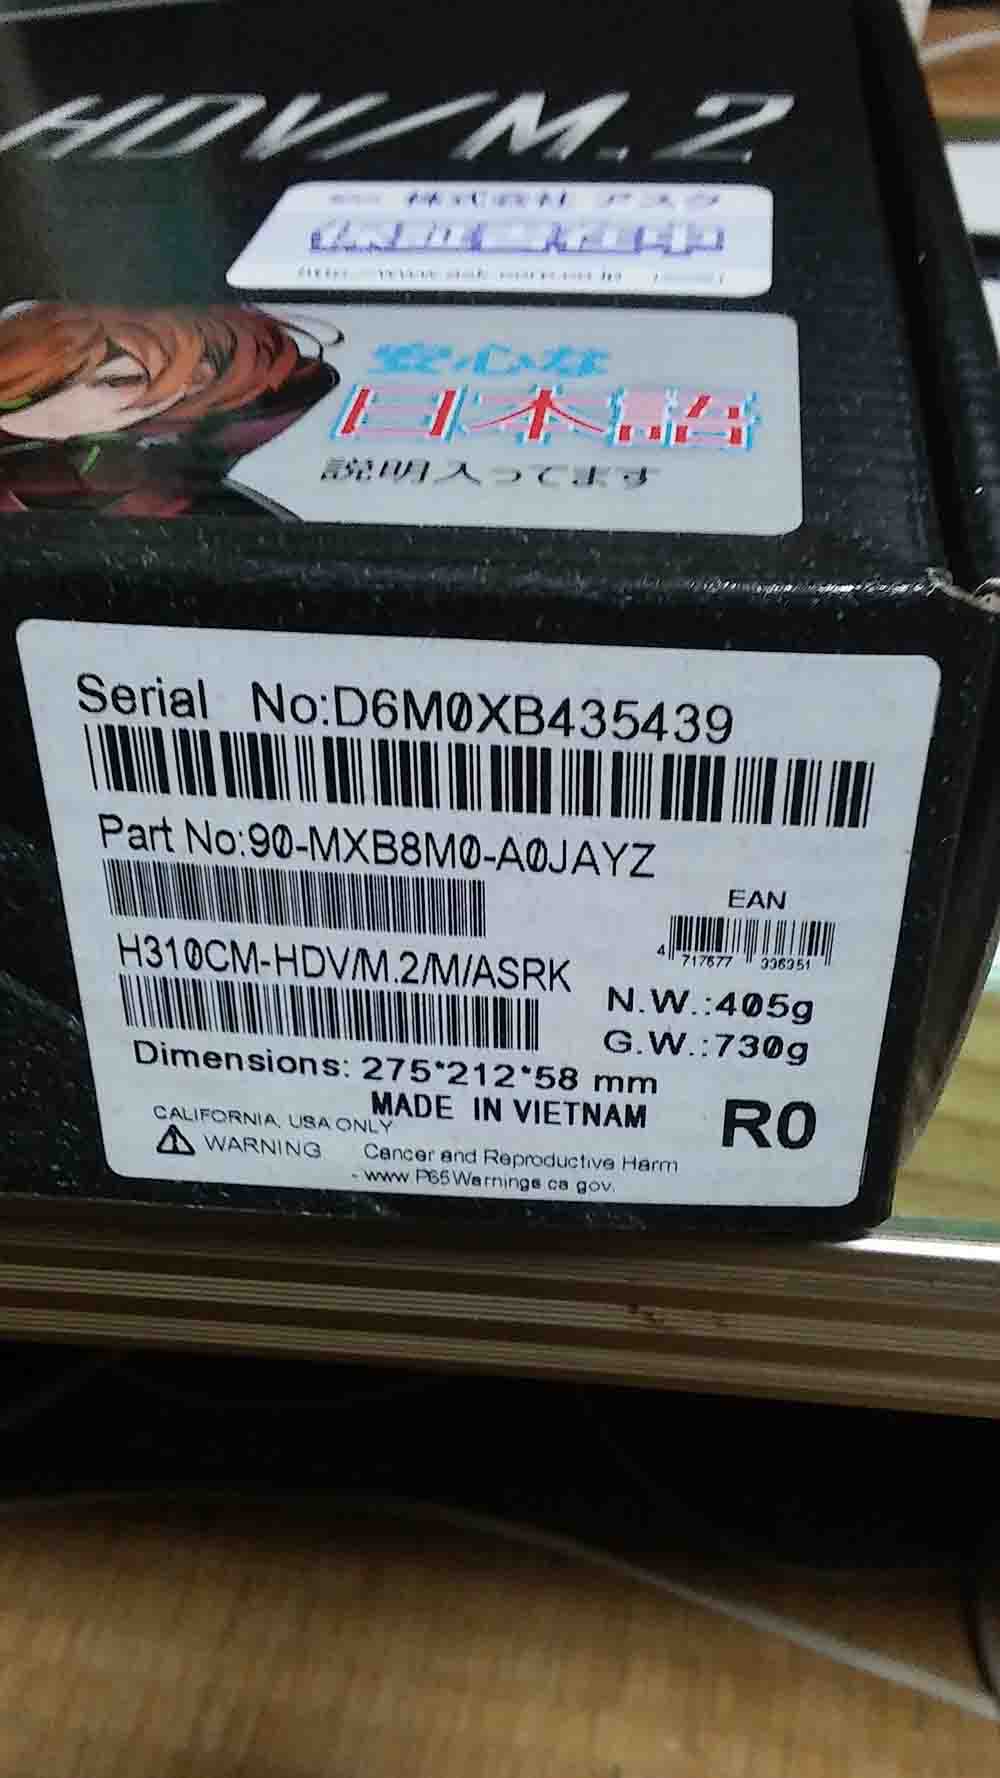 HDV/M.2
株式会社 アスク
保証書在中
安心な
日本語
説明入ってます
Serial No:D6M0XB435439
Part No:90-MXB8M0-A0JAYZ
EAN
4 717677 336351
H310CM-HDV/M.2/M/ASRK
N.W.:405g
G.W.:730g
Dimensions: 275*212*58 mm
MADE IN VIETNAM
R0
CALIFORNIA, USA ONLY
WARNING Cancer and Reproductive Harm
- www.P65Warnings.ca.gov.